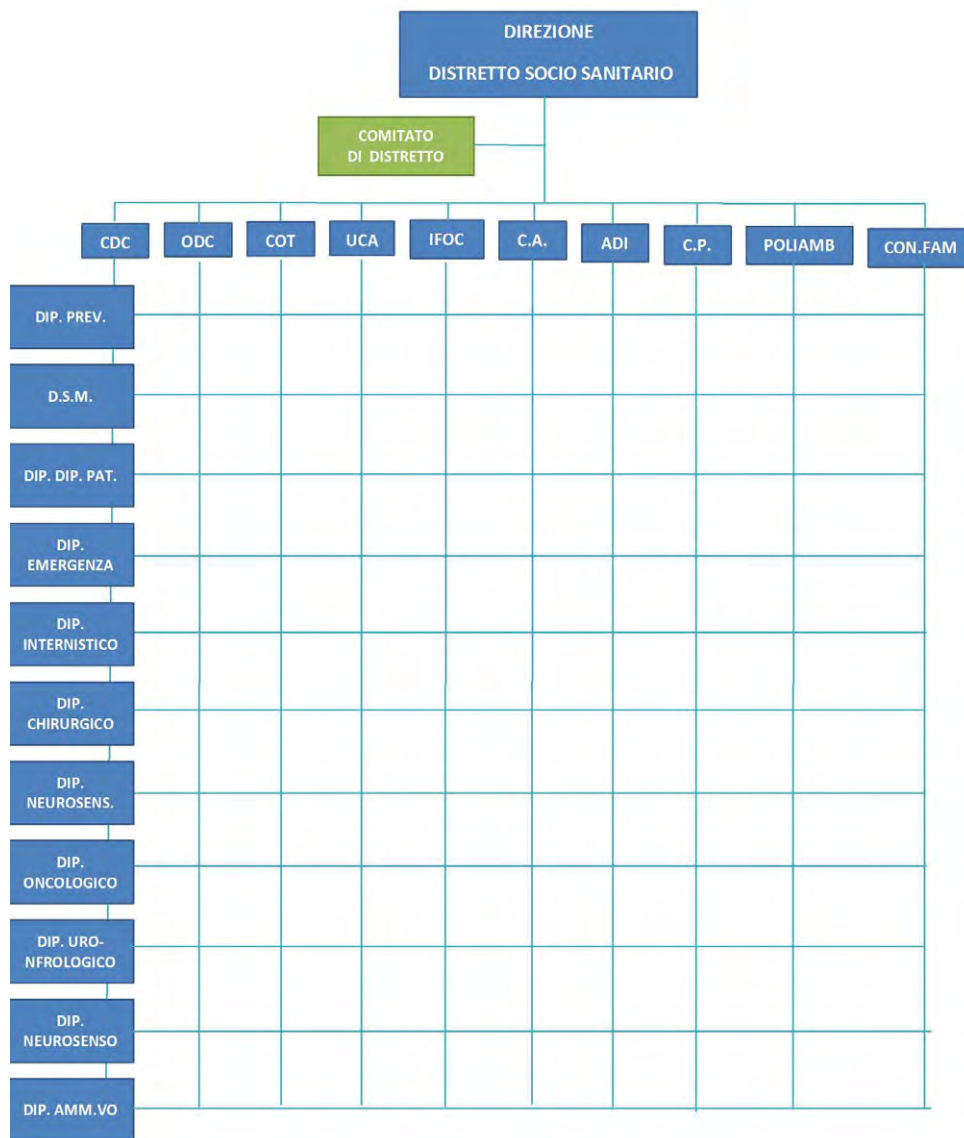 DIREZIONE
DISTRETTO SOCIO SANITARIO
COMITATO
DI DISTRETTO
CDC
ODC
COT
UCA
IFOC
C.A.
ADI
C.P.
POLIAMB
CON.FAM
DIP. PREV.
D.S.M.
DIP. DIP. PAT.
DIP.
EMERGENZA
DIP.
INTERNISTICO
DIP.
CHIRURGICO
DIP.
NEUROSENS.
DIP.
ONCOLOGICO
DIP. URO-
NFROLOGICO
DIP.
NEUROSENSO
DIP. AMM.VO